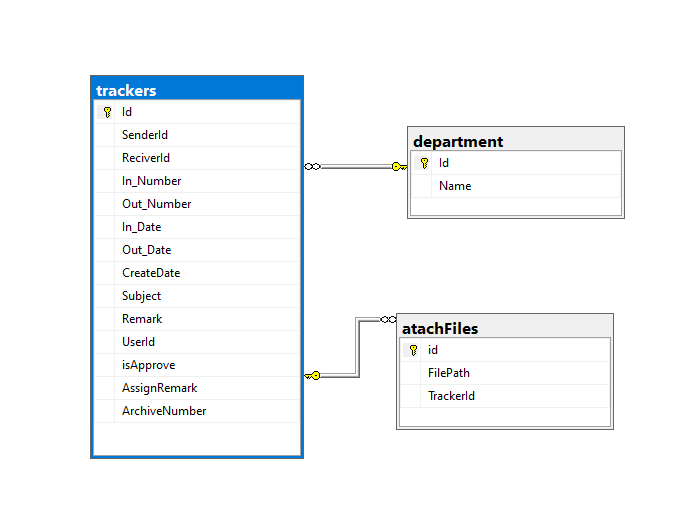 trackers
Id
SenderId
ReciverId
In_Number
Out_Number
In_Date
Out_Date
CreateDate
Subject
Remark
UserId
isApprove
AssignRemark
ArchiveNumber
department
Id
Name
atachFiles
id
FilePath
TrackerId